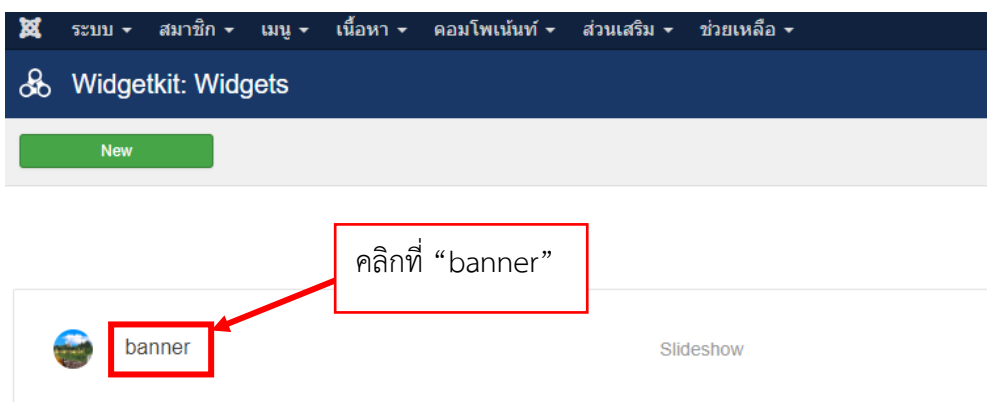 ระบบ สมาชิก เมนู เนื้อหา คอมโพเน้นท์ ส่วนเสริม ช่วยเหลือ
Widgetkit: Widgets
New
คลิกที่ “banner”
banner Slideshow